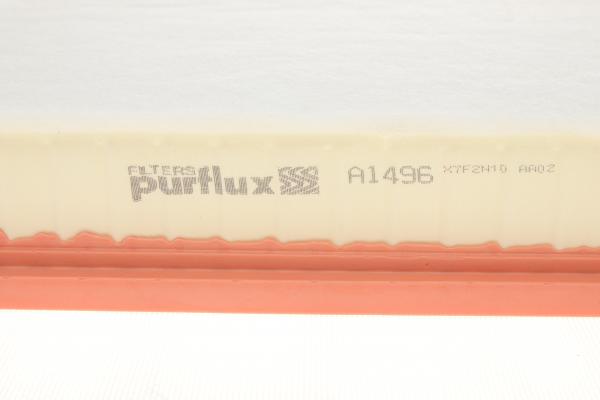 FILTERS
purflux A1496 X7F2N10 AA02